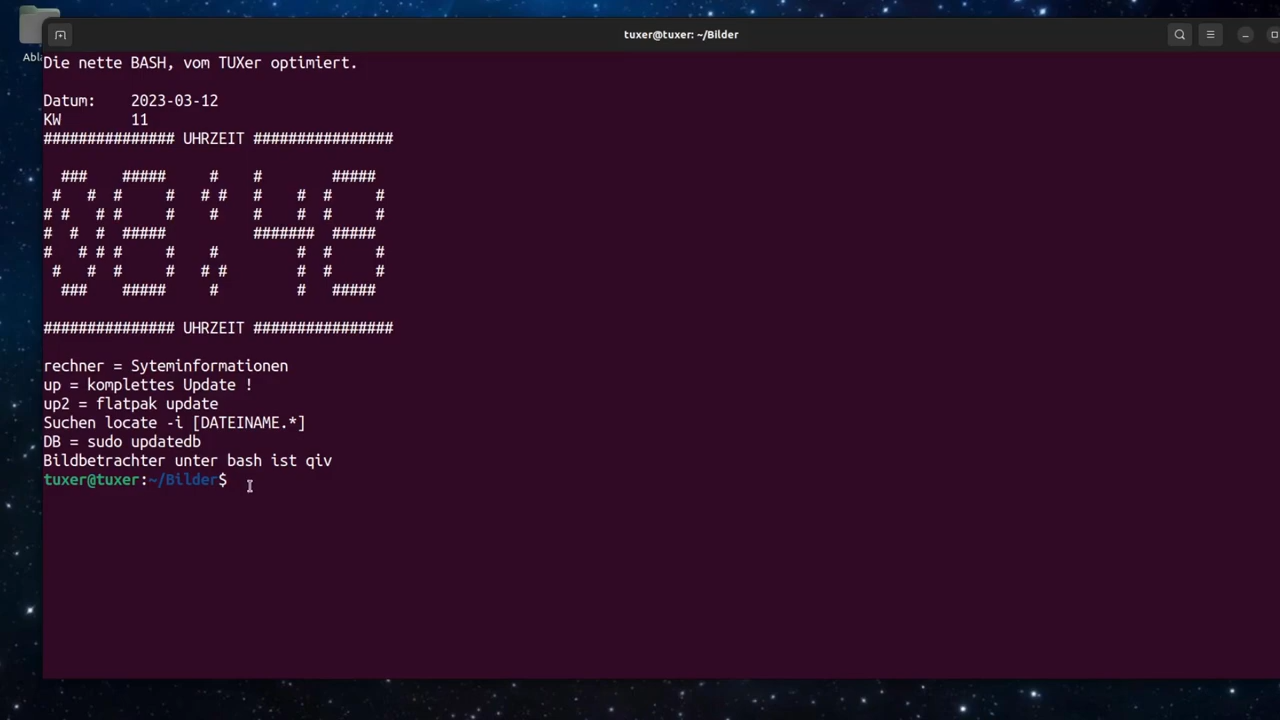 tuxer@tuxer: ~/Bilder
Die nette BASH, vom TUXer optimiert.
Datum:    2023-03-12
KW        11
############### UHRZEIT ################
  ###    #####     #    #        #####
 #   #  #     #   # #   #    #  #     #
# #   # #     #    #    #    #  #     #
#  #  #  #####          #######  #####
#   # # #     #    #         #  #     #
 #   #  #     #   # #        #  #     #
  ###    #####     #         #   #####
############### UHRZEIT ################
rechner = Syteminformationen
up = komplettes Update !
up2 = flatpak update
Suchen locate -i [DATEINAME.*]
DB = sudo updatedb
Bildbetrachter unter bash ist qiv
tuxer@tuxer:~/Bilder$